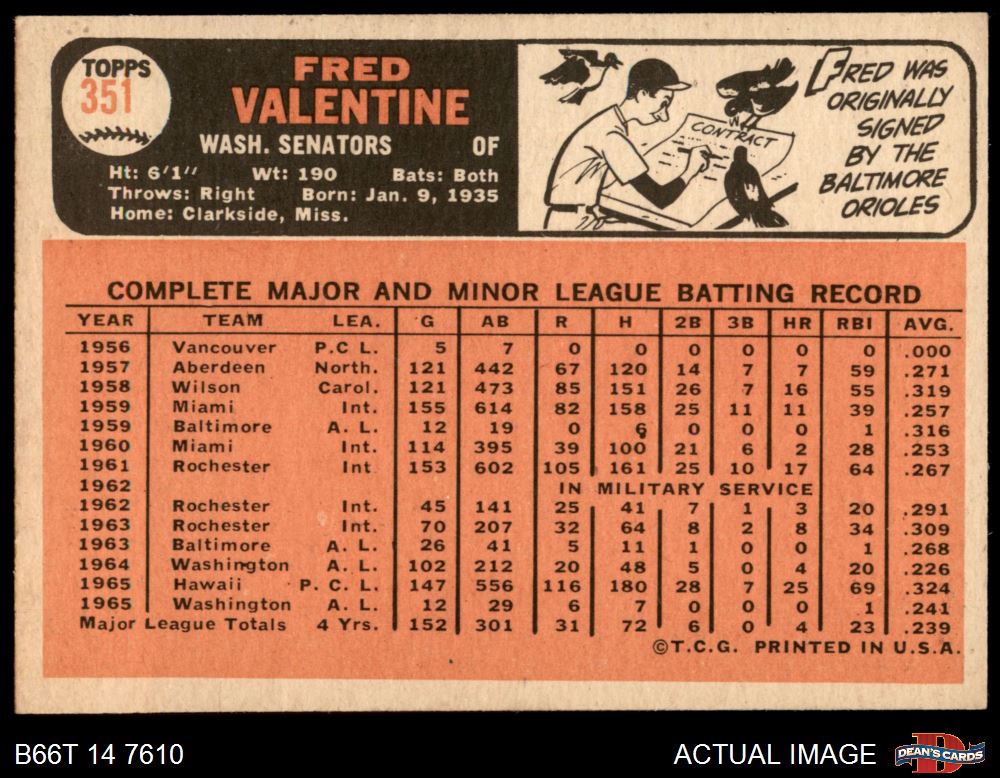 TOPPS
351
FRED
VALENTINE
WASH. SENATORS OF
Ht: 6'1" Wt: 190 Bats: Both
Throws: Right Born: Jan. 9, 1935
Home: Clarkside, Miss.
CONTRACT
FRED WAS
ORIGINALLY
SIGNED
BY THE
BALTIMORE
ORIOLES
COMPLETE MAJOR AND MINOR LEAGUE BATTING RECORD
YEAR TEAM LEA. G AB R H 2B 3B HR RBI AVG.
1956 Vancouver P.C L. 5 7 0 0 0 0 0 0 .000
1957 Aberdeen North. 121 442 67 120 14 7 7 59 .271
1958 Wilson Carol. 121 473 85 151 26 7 16 55 .319
1959 Miami Int. 155 614 82 158 25 11 11 39 .257
1959 Baltimore A. L. 12 19 0 6 0 0 0 1 .316
1960 Miami Int. 114 395 39 100 21 6 2 28 .253
1961 Rochester Int 153 602 105 161 25 10 17 64 .267
1962 IN MILITARY SERVICE
1962 Rochester Int. 45 141 25 41 7 1 3 20 .291
1963 Rochester Int. 70 207 32 64 8 2 8 34 .309
1963 Baltimore A. L. 26 41 5 11 1 0 0 1 .268
1964 Washington A. L. 102 212 20 48 5 0 4 20 .226
1965 Hawaii P. C. L. 147 556 116 180 28 7 25 69 .324
1965 Washington A. L. 12 29 6 7 0 0 0 1 .241
Major League Totals 4 Yrs. 152 301 31 72 6 0 4 23 .239
©T.C.G. PRINTED IN U.S.A.
B66T 14 7610
ACTUAL IMAGE
DEAN'S CARDS